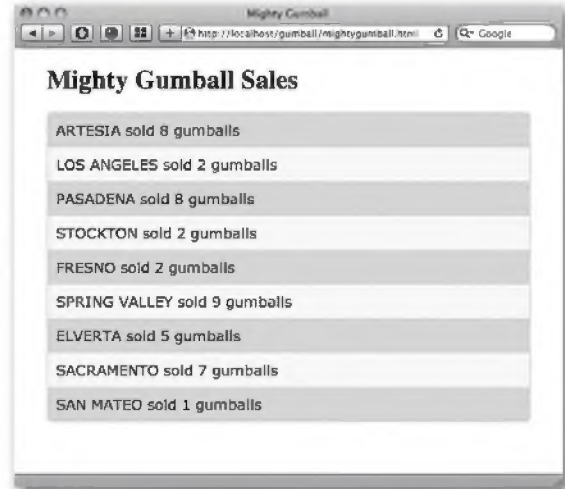 Mighty Gumball
http://localhost/gumball/mightygumball.html
Google
Mighty Gumball Sales
ARTESIA sold 8 gumballs
LOS ANGELES sold 2 gumballs
PASADENA sold 8 gumballs
STOCKTON sold 2 gumballs
FRESNO sold 2 gumballs
SPRING VALLEY sold 9 gumballs
ELVERTA sold 5 gumballs
SACRAMENTO sold 7 gumballs
SAN MATEO sold 1 gumballs